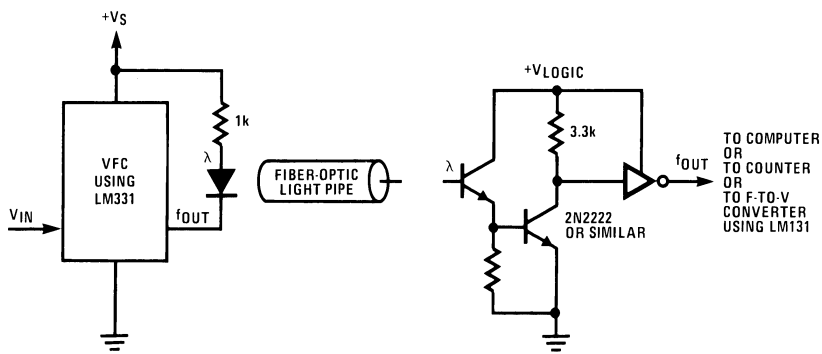 +VS
1k
λ
VFC
USING
LM331
VIN
fOUT
FIBER-OPTIC
LIGHT PIPE
+VLOGIC
3.3k
λ
2N2222
OR SIMILAR
fOUT
TO COMPUTER
OR
TO COUNTER
OR
TO F-TO-V
CONVERTER
USING LM131